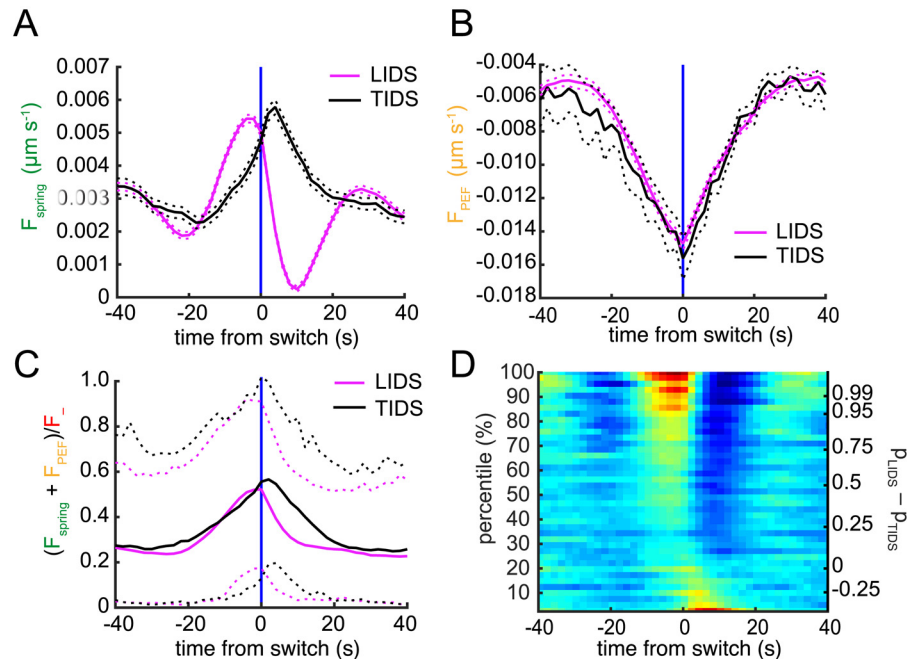 A
0.007
0.006
0.005
0.004
0.003
0.002
0.001
0
F_spring (µm s⁻¹)
LIDS
TIDS
-40 -20 0 20 40
time from switch (s)
B
-0.004
-0.006
-0.008
-0.010
-0.012
-0.014
-0.016
-0.018
F_PEF (µm s⁻¹)
LIDS
TIDS
-40 -20 0 20 40
time from switch (s)
C
1.0
0.8
0.6
0.4
0.2
0
(F_spring + F_PEF)/F_–
LIDS
TIDS
-40 -20 0 20 40
time from switch (s)
D
100
90
80
70
60
50
40
30
20
10
percentile (%)
0.99
0.95
0.75
0.5
0.25
0
-0.25
p_LIDS – p_TIDS
-40 -20 0 20 40
time from switch (s)